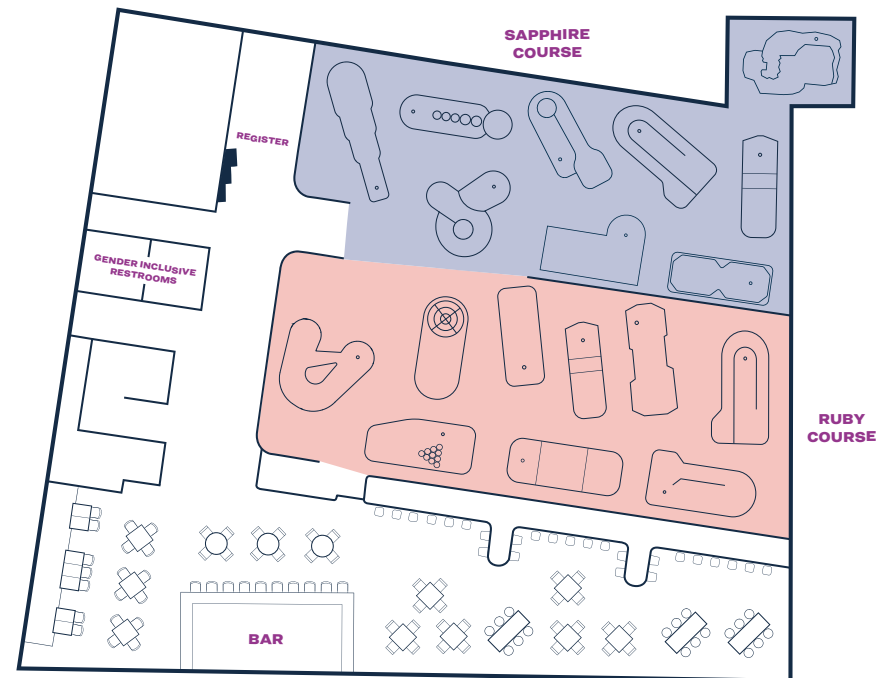 SAPPHIRE
COURSE
REGISTER
GENDER INCLUSIVE
RESTROOMS
RUBY
COURSE
BAR